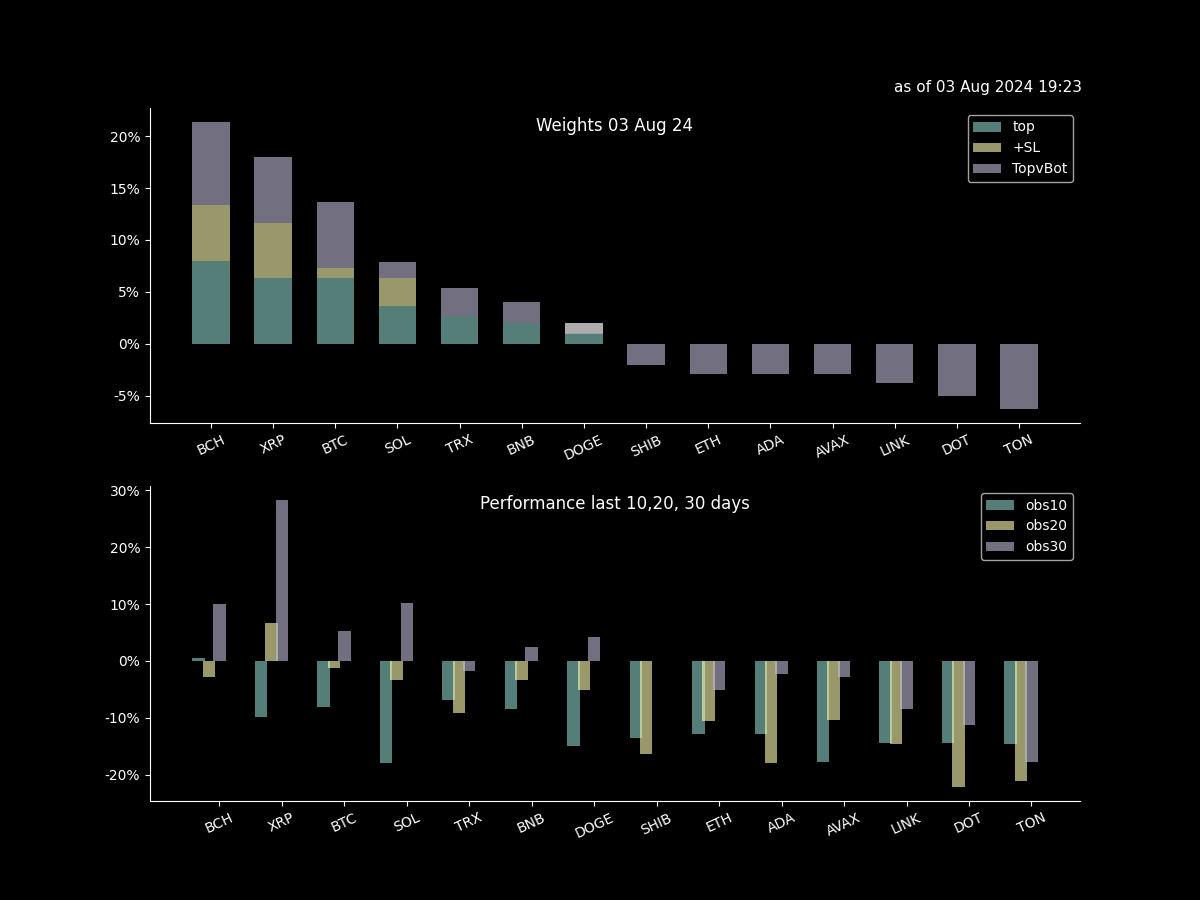 as of 03 Aug 2024 19:23
Weights 03 Aug 24
top
+SL
TopvBot
20%
15%
10%
5%
0%
-5%
BCH XRP BTC SOL TRX BNB DOGE SHIB ETH ADA AVAX LINK DOT TON
Performance last 10,20, 30 days
obs10
obs20
obs30
30%
20%
10%
0%
-10%
-20%
BCH XRP BTC SOL TRX BNB DOGE SHIB ETH ADA AVAX LINK DOT TON